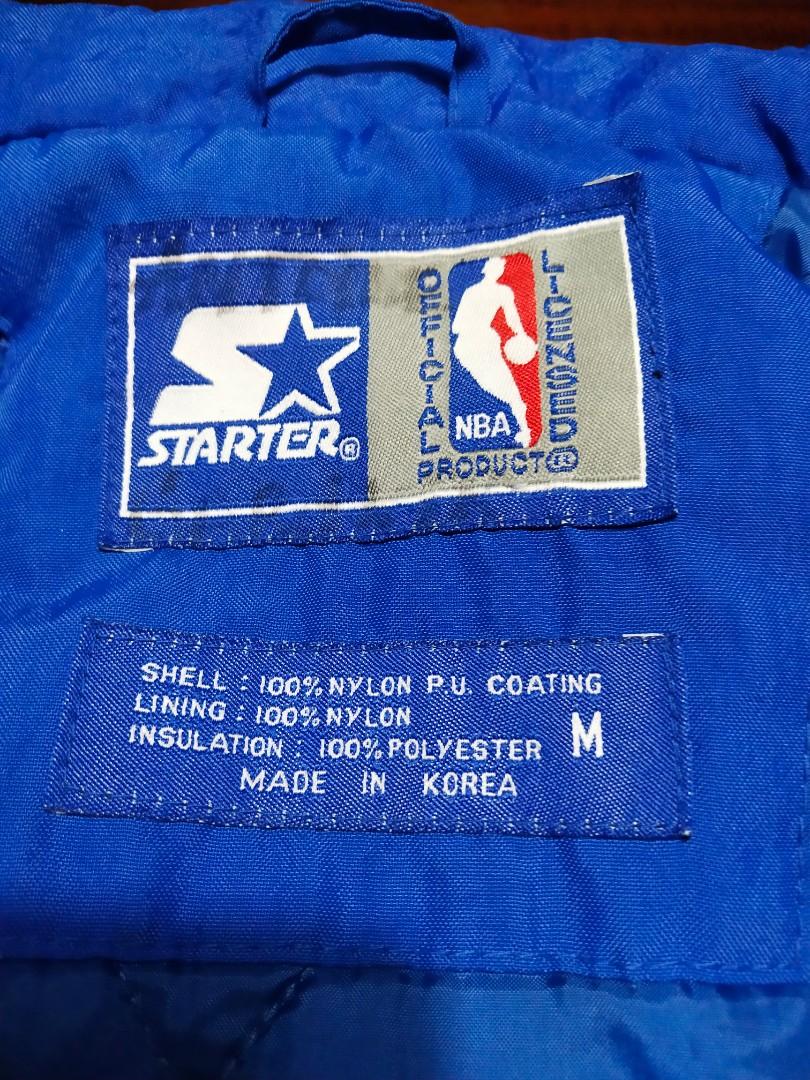 STARTER®
OFFICIAL
LICENSED
NBA
PRODUCT
SHELL : 100% NYLON P.U. COATING
LINING : 100% NYLON
INSULATION : 100% POLYESTER M
MADE IN KOREA